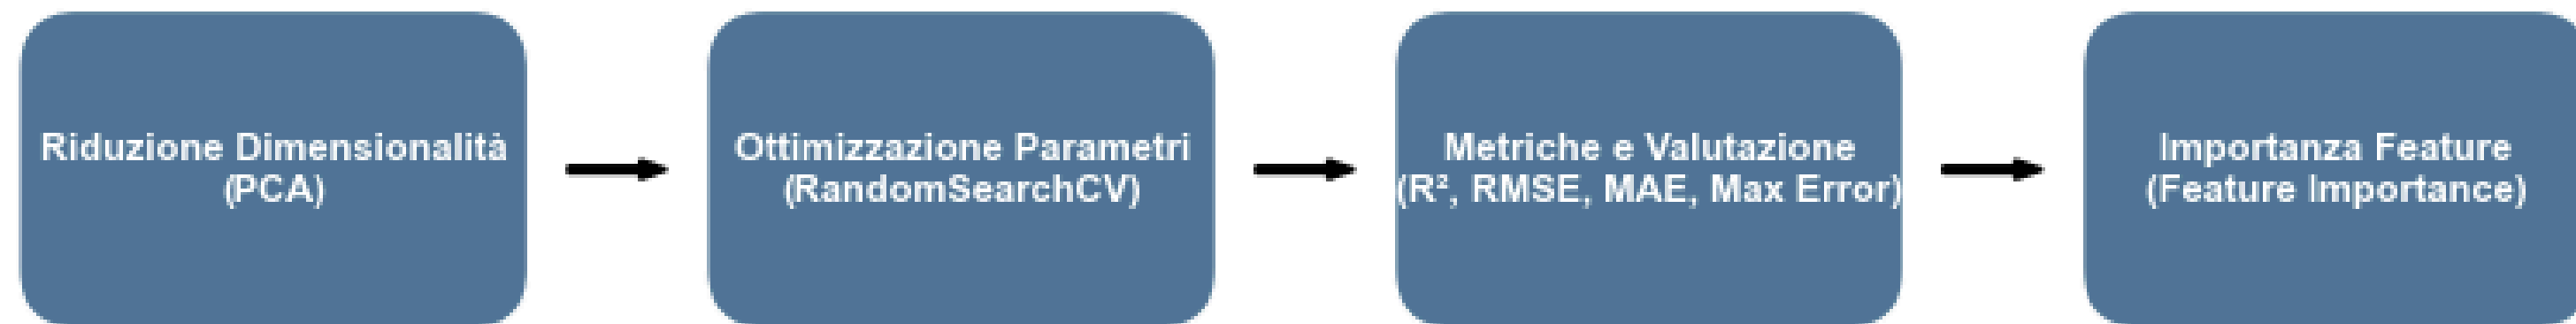 Riduzione Dimensionalità
(PCA)
Ottimizzazione Parametri
(RandomSearchCV)
Metriche e Valutazione
(R², RMSE, MAE, Max Error)
Importanza Feature
(Feature Importance)